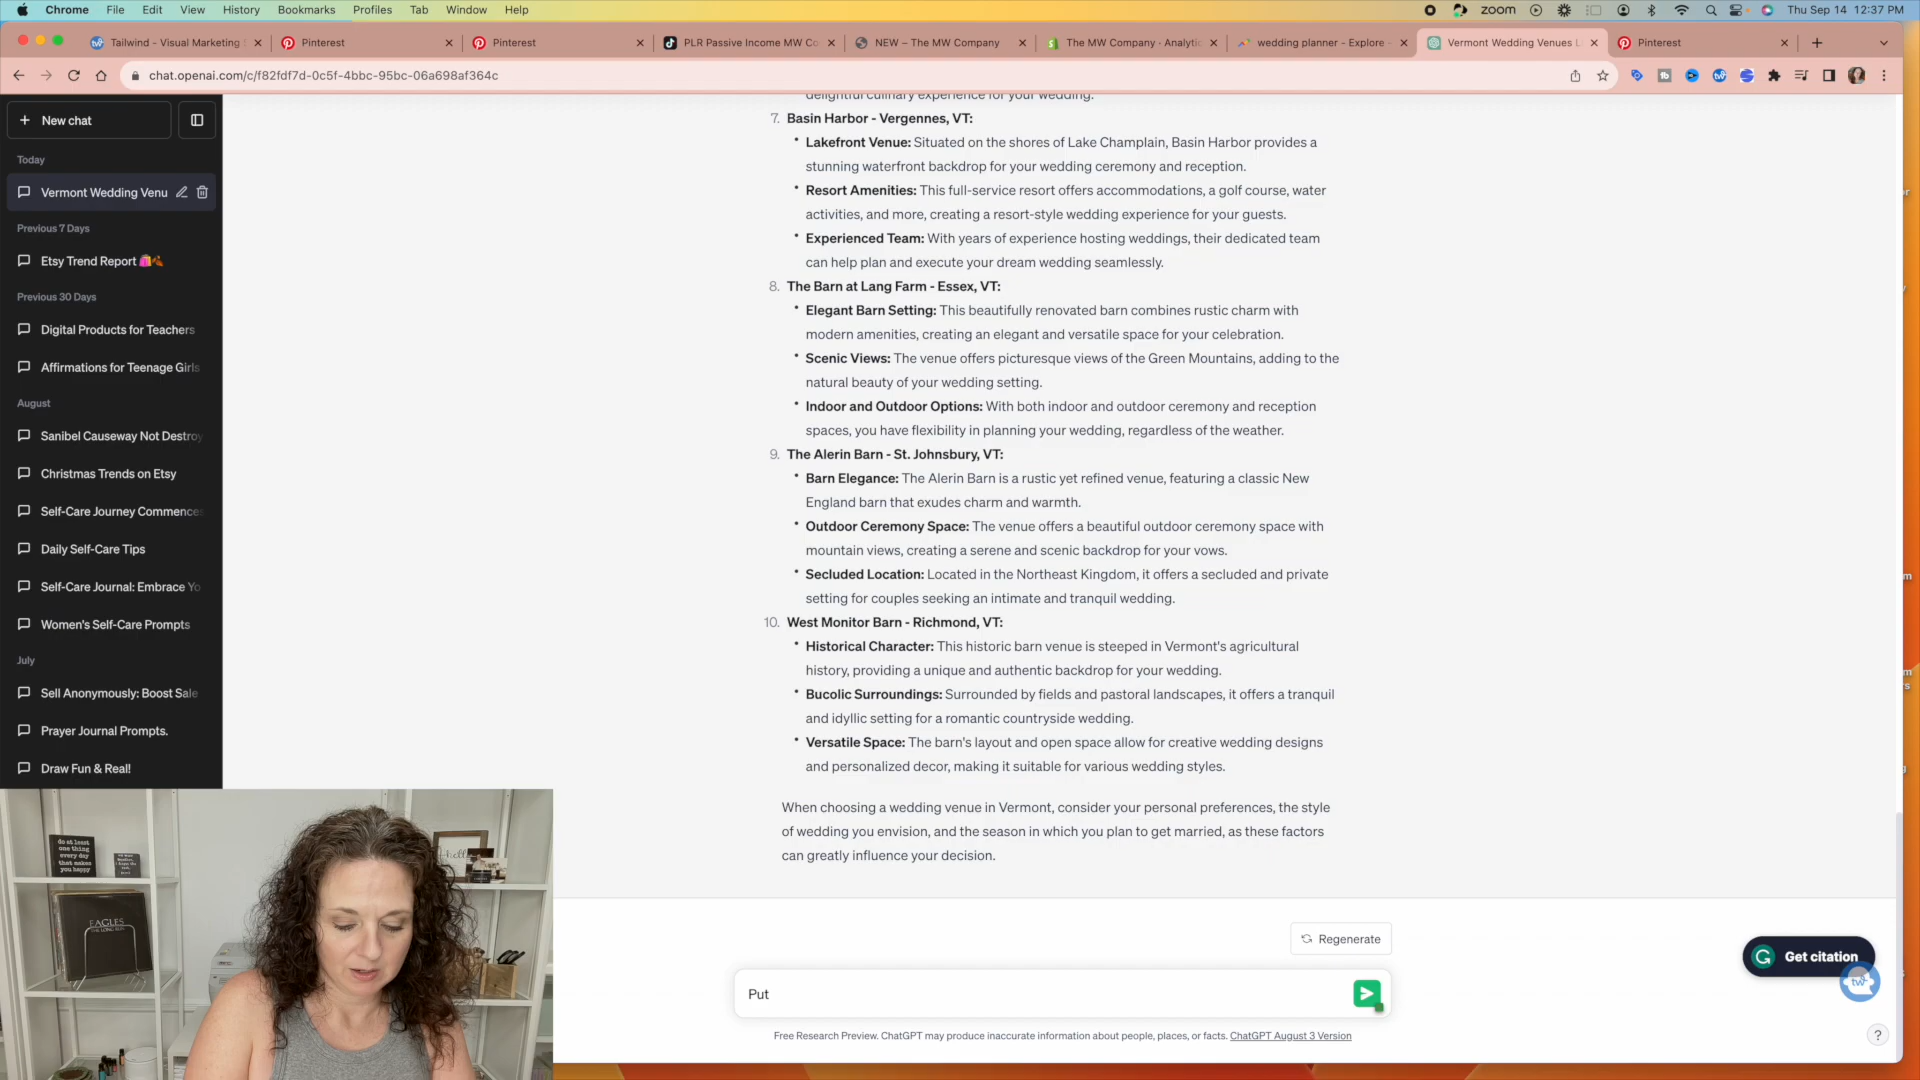 Chrome File Edit View History Bookmarks Profiles Tab Window Help
zoom Thu Sep 14 12:37 PM
Tailwind - Visual Marketing
Pinterest
Pinterest
PLR Passive Income MW Co
NEW – The MW Company
The MW Company · Analytic
wedding planner - Explore -
Vermont Wedding Venues L
Pinterest
chat.openai.com/c/f82fdf7d-0c5f-4bbc-95bc-06a698af364c
New chat
Today
Vermont Wedding Venu
Previous 7 Days
Etsy Trend Report 🛍️🍂
Previous 30 Days
Digital Products for Teachers
Affirmations for Teenage Girls
August
Sanibel Causeway Not Destroy
Christmas Trends on Etsy
Self-Care Journey Commences
Daily Self-Care Tips
Self-Care Journal: Embrace Yo
Women's Self-Care Prompts
July
Sell Anonymously: Boost Sale
Prayer Journal Prompts.
Draw Fun & Real!
delightful culinary experience for your wedding.
7. Basin Harbor - Vergennes, VT:
• Lakefront Venue: Situated on the shores of Lake Champlain, Basin Harbor provides a
stunning waterfront backdrop for your wedding ceremony and reception.
• Resort Amenities: This full-service resort offers accommodations, a golf course, water
activities, and more, creating a resort-style wedding experience for your guests.
• Experienced Team: With years of experience hosting weddings, their dedicated team
can help plan and execute your dream wedding seamlessly.
8. The Barn at Lang Farm - Essex, VT:
• Elegant Barn Setting: This beautifully renovated barn combines rustic charm with
modern amenities, creating an elegant and versatile space for your celebration.
• Scenic Views: The venue offers picturesque views of the Green Mountains, adding to the
natural beauty of your wedding setting.
• Indoor and Outdoor Options: With both indoor and outdoor ceremony and reception
spaces, you have flexibility in planning your wedding, regardless of the weather.
9. The Alerin Barn - St. Johnsbury, VT:
• Barn Elegance: The Alerin Barn is a rustic yet refined venue, featuring a classic New
England barn that exudes charm and warmth.
• Outdoor Ceremony Space: The venue offers a beautiful outdoor ceremony space with
mountain views, creating a serene and scenic backdrop for your vows.
• Secluded Location: Located in the Northeast Kingdom, it offers a secluded and private
setting for couples seeking an intimate and tranquil wedding.
10. West Monitor Barn - Richmond, VT:
• Historical Character: This historic barn venue is steeped in Vermont's agricultural
history, providing a unique and authentic backdrop for your wedding.
• Bucolic Surroundings: Surrounded by fields and pastoral landscapes, it offers a tranquil
and idyllic setting for a romantic countryside wedding.
• Versatile Space: The barn's layout and open space allow for creative wedding designs
and personalized decor, making it suitable for various wedding styles.
When choosing a wedding venue in Vermont, consider your personal preferences, the style
of wedding you envision, and the season in which you plan to get married, as these factors
can greatly influence your decision.
Regenerate
Put
Get citation
Free Research Preview. ChatGPT may produce inaccurate information about people, places, or facts. ChatGPT August 3 Version
?
do at least
one thing
every day
that makes
you happy
EAGLES